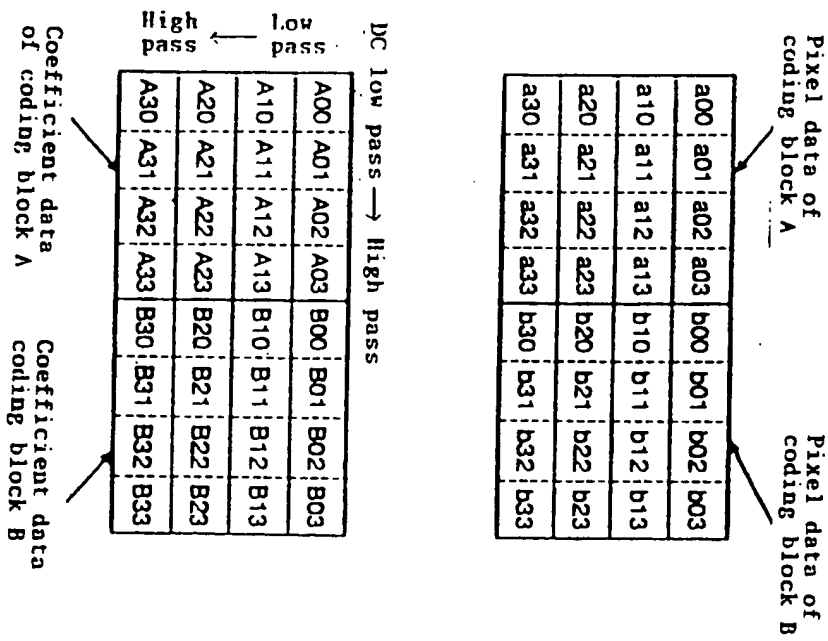 Pixel data of
coding block A
Pixel data of
coding block B
a00 a01 a02 a03 b00 b01 b02 b03
a10 a11 a12 a13 b10 b11 b12 b13
a20 a21 a22 a23 b20 b21 b22 b23
a30 a31 a32 a33 b30 b31 b32 b33
DC low pass → High pass
Low
pass
High
pass
A00 A01 A02 A03 B00 B01 B02 B03
A10 A11 A12 A13 B10 B11 B12 B13
A20 A21 A22 A23 B20 B21 B22 B23
A30 A31 A32 A33 B30 B31 B32 B33
Coefficient data
of coding block A
Coefficient data
coding block B